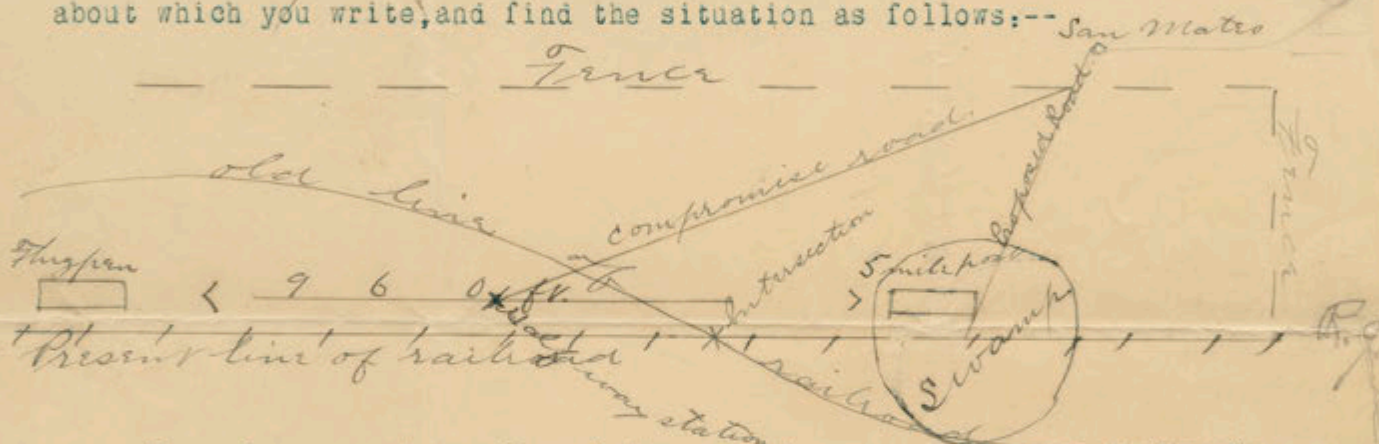 about which you write,and find the situation as follows:--
San Mateo
Fence
Proposed Road
compromise road.
Fence
old line
Intersection
5 mile post
< 960 ft. >
Swamp
Present line of railroad
R.R.
railroad
way station